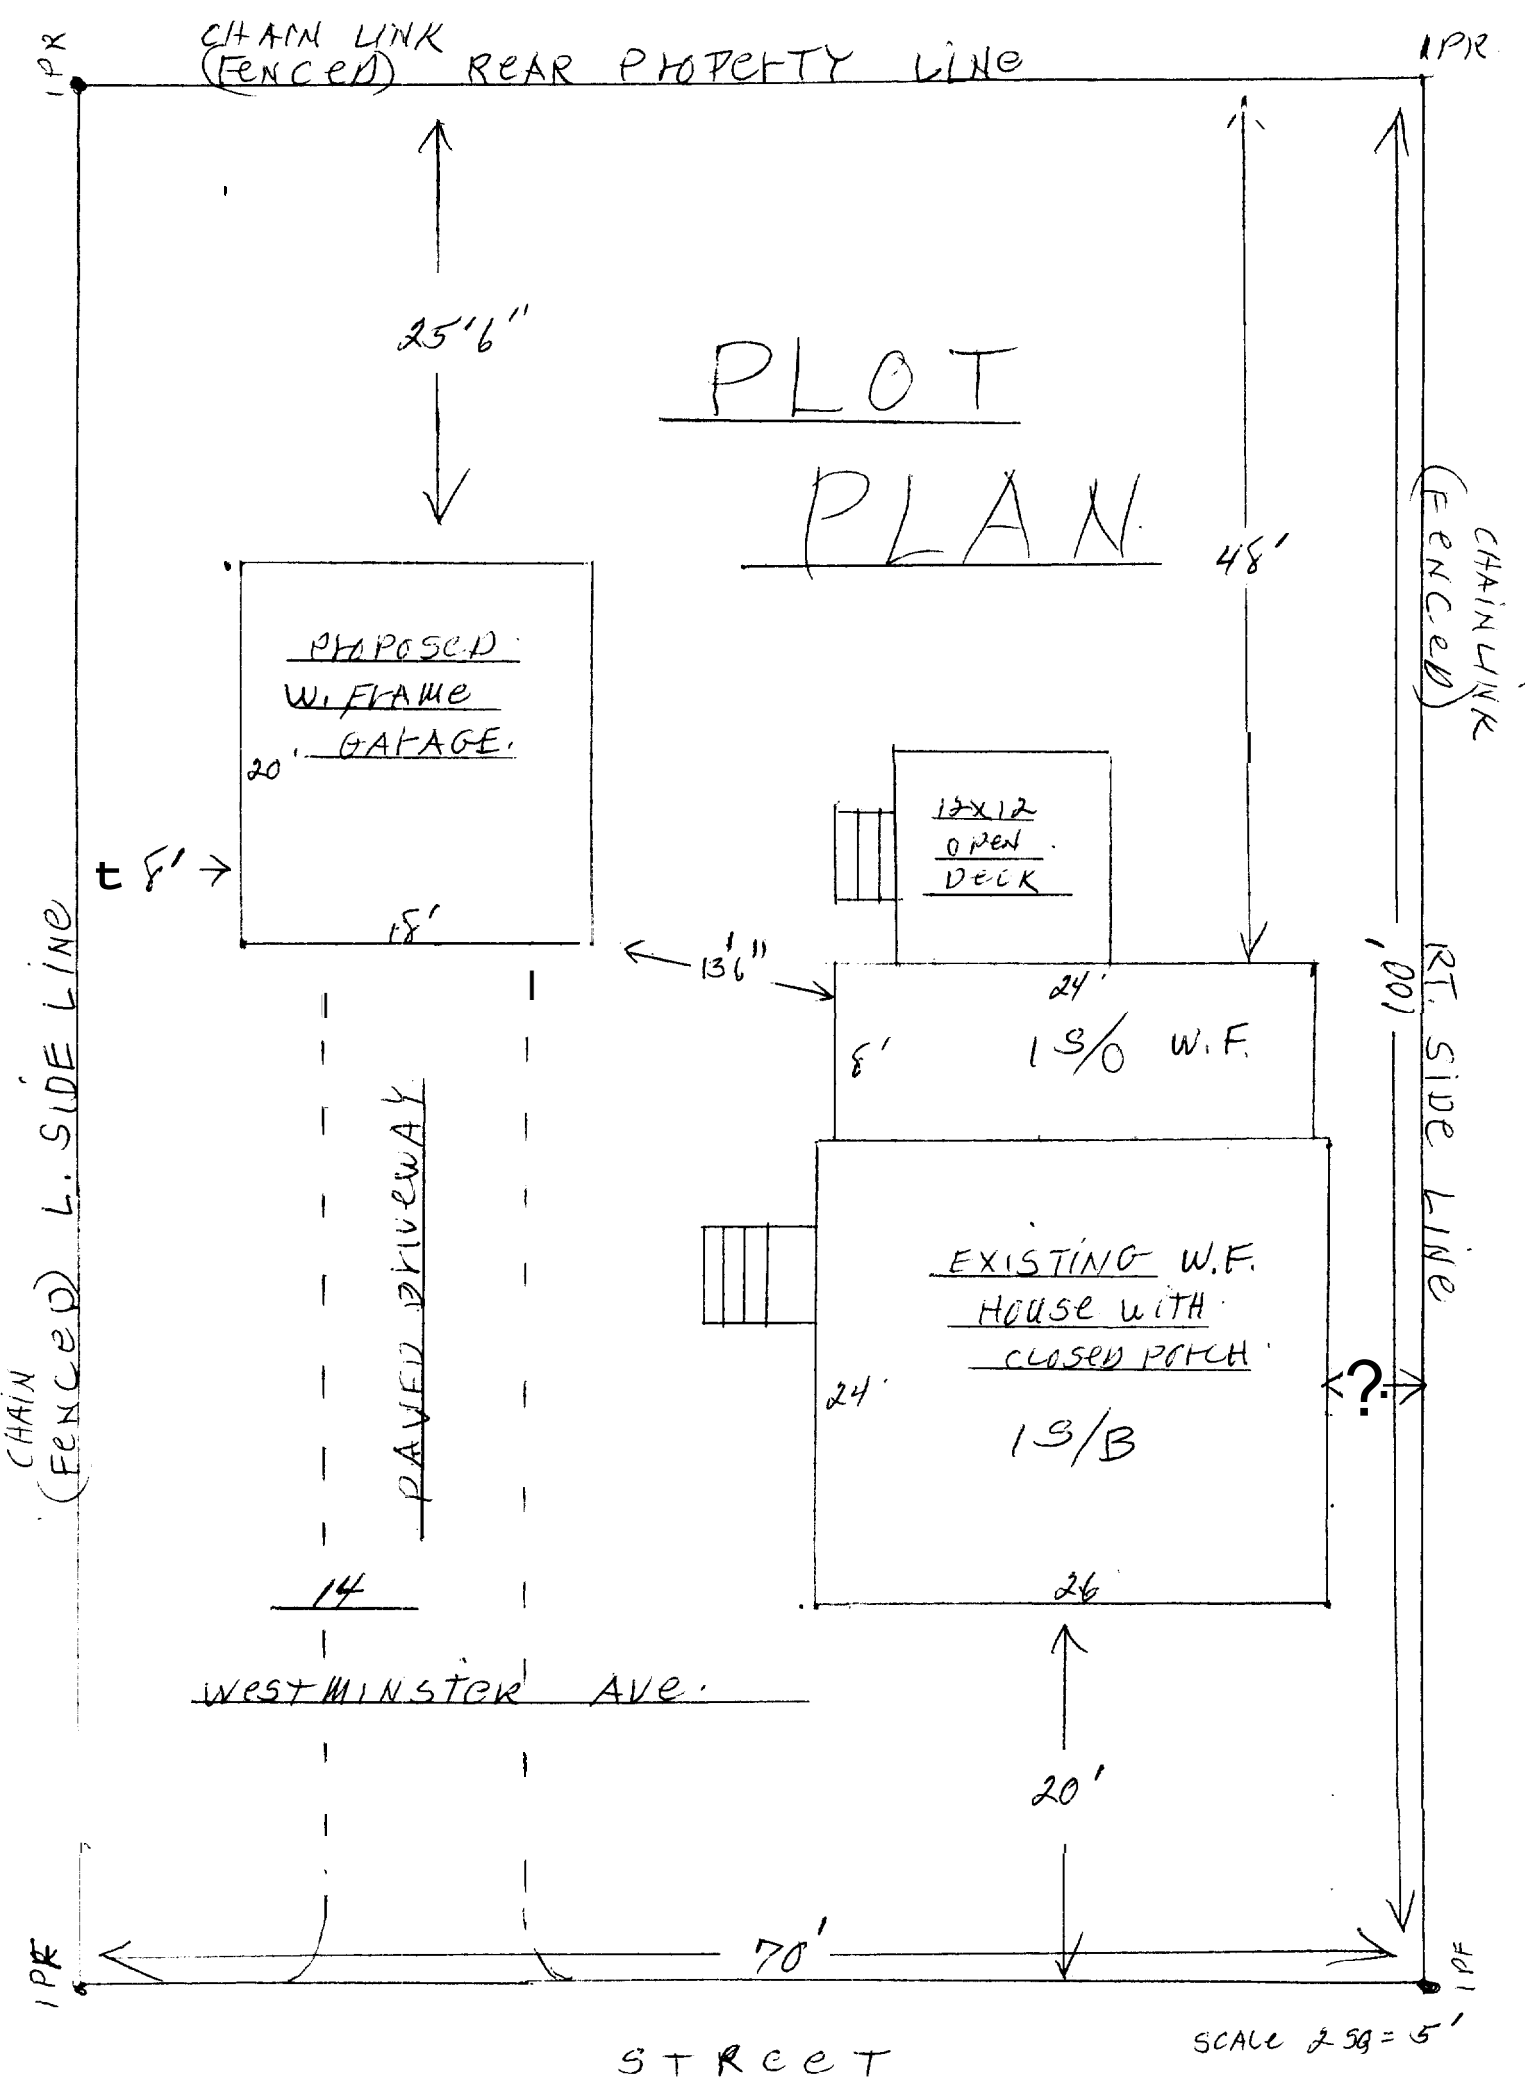 IPR
CHAIN LINK
(FENCED) REAR PROPERTY LINE
IPR.
25'6"
PLOT
PLAN
48'
(FENCED)
CHAIN LINK
PROPOSED
W. FRAME
GARAGE.
20'
t 8'
18'
12X12
OPEN
DECK
13'6"
24'
8'
1 S/O W.F.
100'
RT. SIDE LINE
CHAIN
(FENCED) L. SIDE LINE
PAVED DRIVEWAY
EXISTING W.F.
HOUSE WITH
CLOSED PORCH
24'
?
1 S/B
26
14
WESTMINSTER AVE.
20'
70'
IPF
IPF
STREET
SCALE 2 SQ = 5'